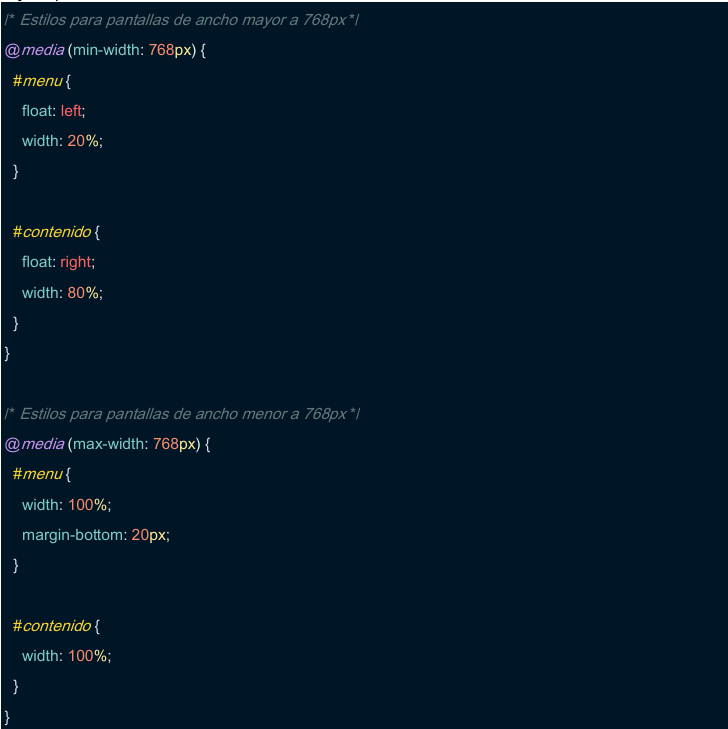 /* Estilos para pantallas de ancho mayor a 768px */
@media (min-width: 768px) {
#menu {
float: left;
width: 20%;
}
#contenido {
float: right;
width: 80%;
}
}
/* Estilos para pantallas de ancho menor a 768px */
@media (max-width: 768px) {
#menu {
width: 100%;
margin-bottom: 20px;
}
#contenido {
width: 100%;
}
}